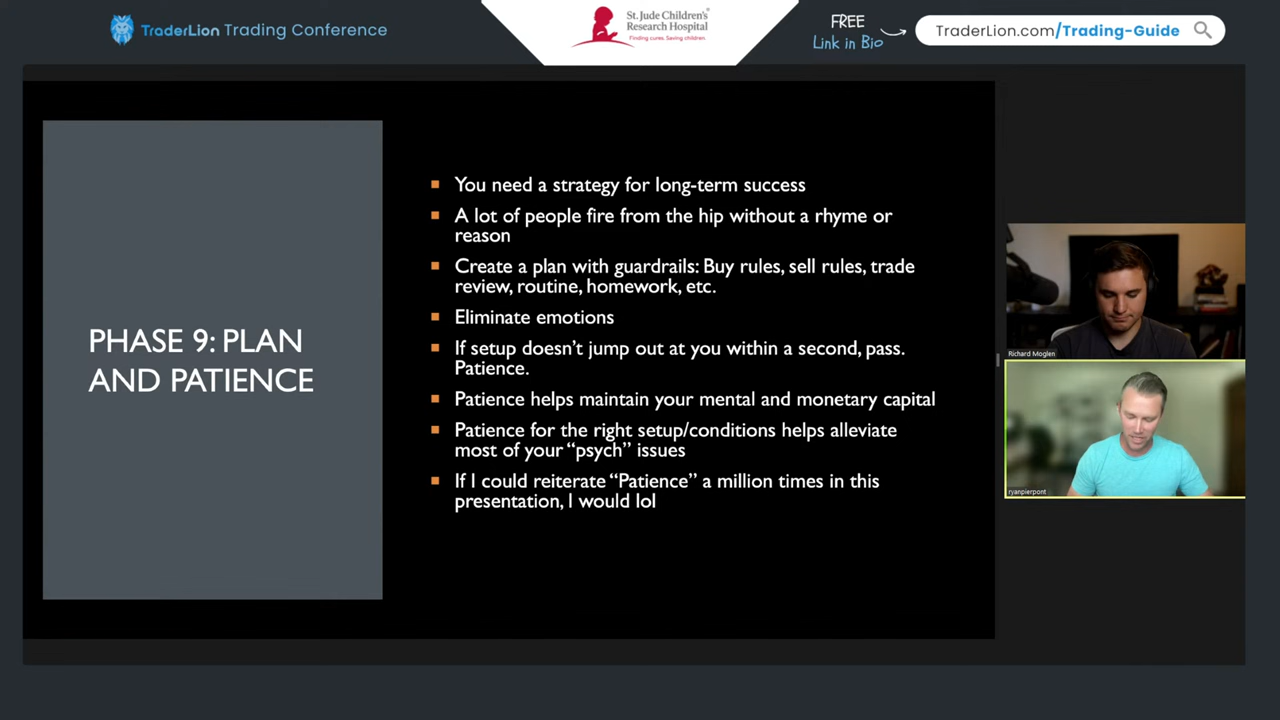 TraderLion Trading Conference
St. Jude Children's
Research Hospital
Finding cures. Saving children.
FREE
Link in Bio
TraderLion.com/Trading-Guide
PHASE 9: PLAN
AND PATIENCE
You need a strategy for long-term success
A lot of people fire from the hip without a rhyme or
reason
Create a plan with guardrails: Buy rules, sell rules, trade
review, routine, homework, etc.
Eliminate emotions
If setup doesn't jump out at you within a second, pass.
Patience.
Patience helps maintain your mental and monetary capital
Patience for the right setup/conditions helps alleviate
most of your “psych” issues
If I could reiterate “Patience” a million times in this
presentation, I would lol
Richard Moglen
ryanpierpont